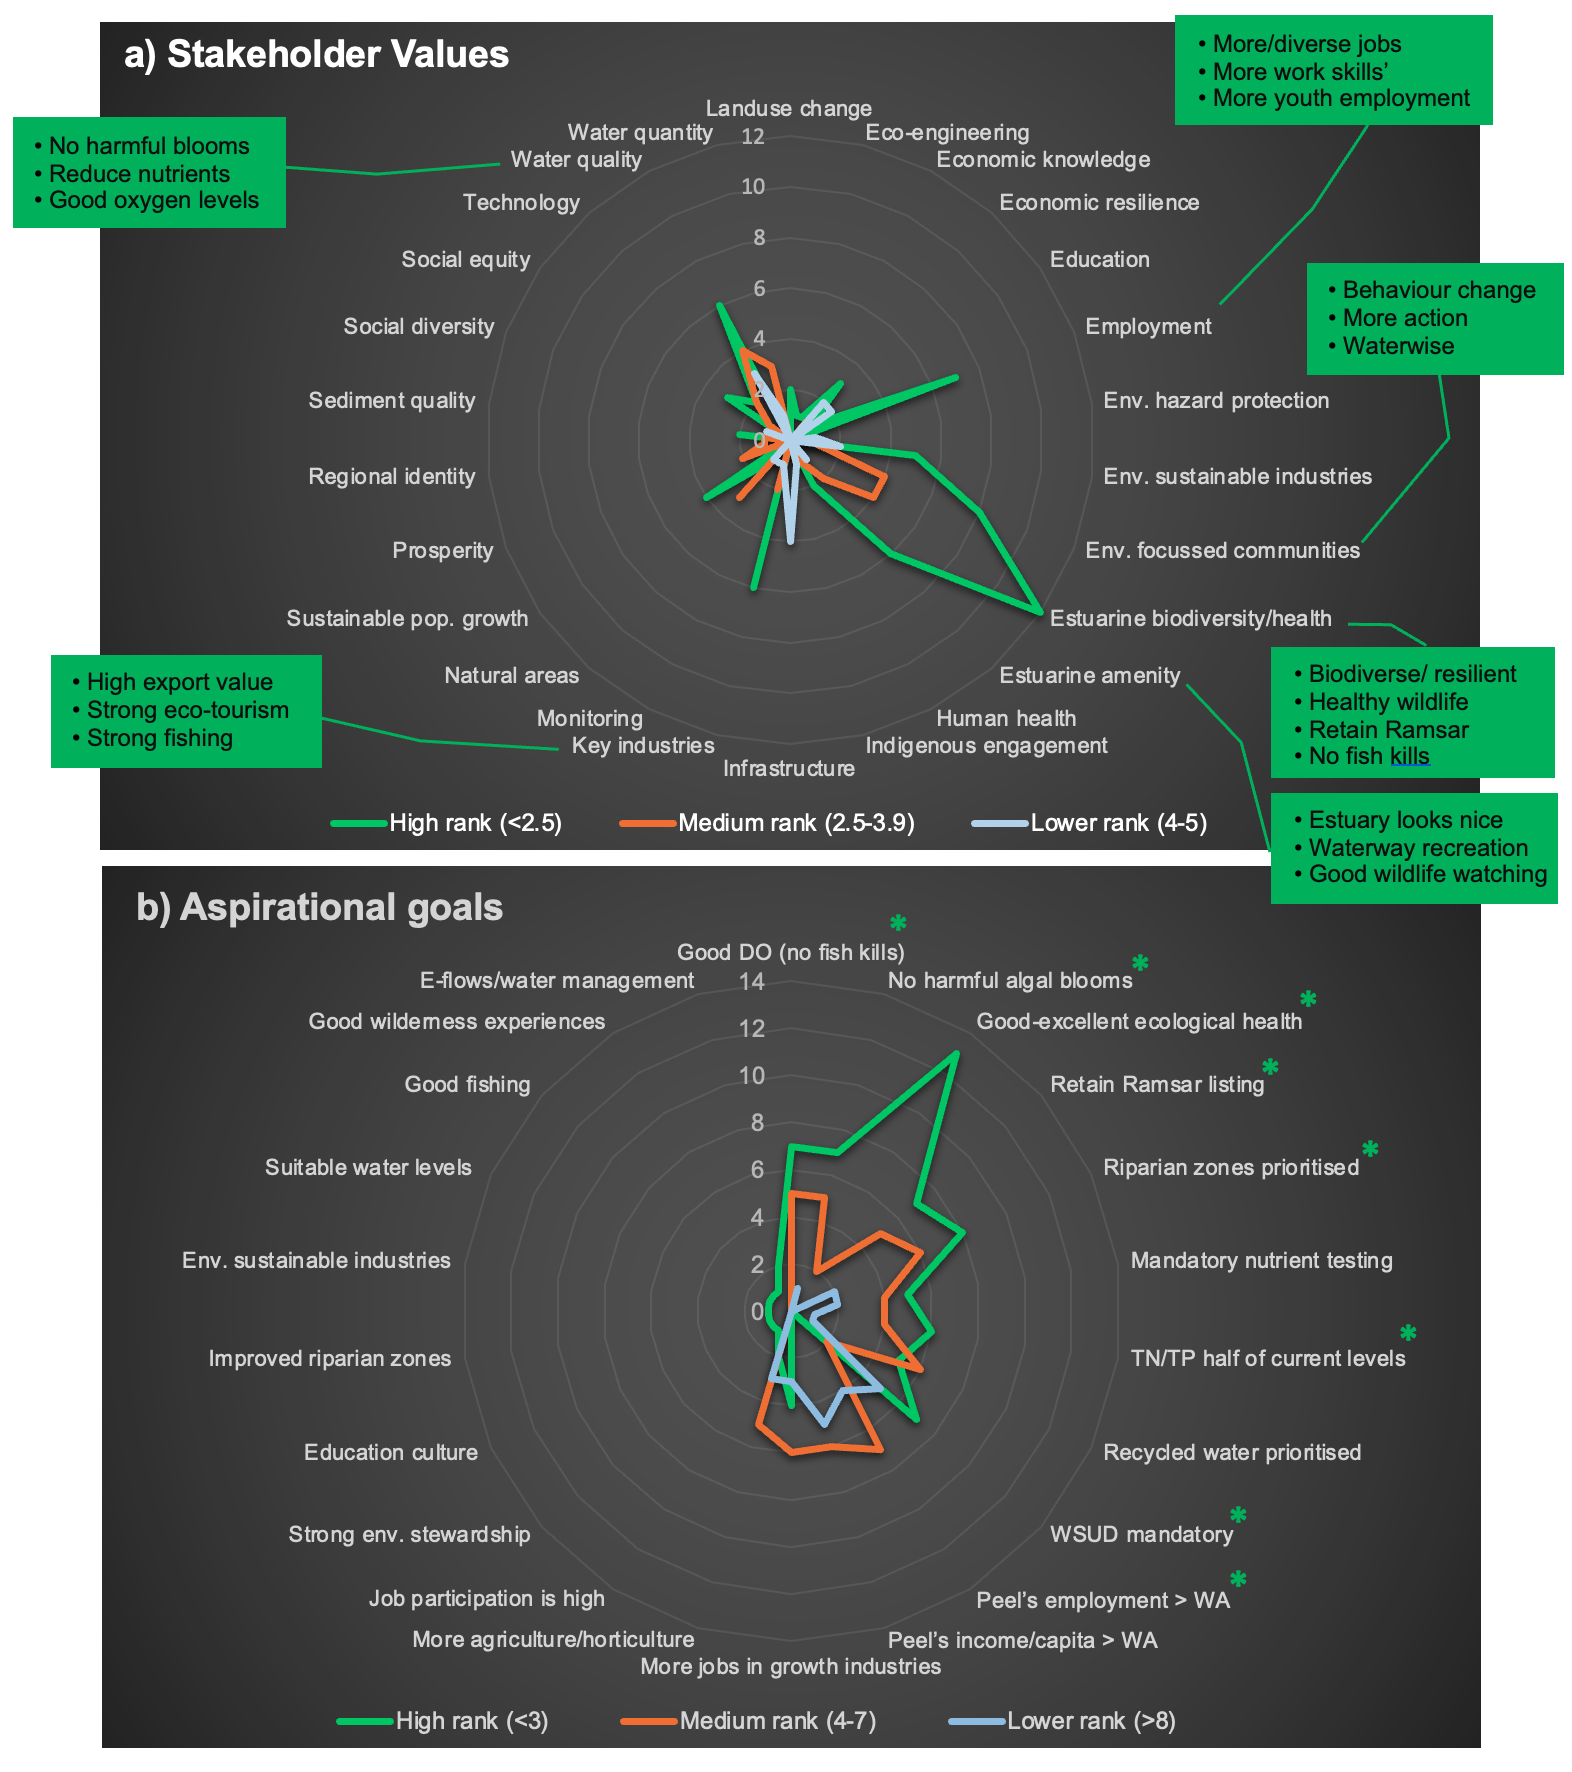 a) Stakeholder Values
• More/diverse jobs
• More work skills’
• More youth employment
• No harmful blooms
• Reduce nutrients
• Good oxygen levels
Landuse change
Eco-engineering
Economic knowledge
Economic resilience
Education
Employment
Env. hazard protection
Env. sustainable industries
Env. focussed communities
Estuarine biodiversity/health
Estuarine amenity
Human health
Indigenous engagement
Infrastructure
Key industries
Monitoring
Natural areas
Sustainable pop. growth
Prosperity
Regional identity
Sediment quality
Social diversity
Social equity
Technology
Water quality
Water quantity
12
10
8
6
4
2
0
• Behaviour change
• More action
• Waterwise
• Biodiverse/ resilient
• Healthy wildlife
• Retain Ramsar
• No fish kills
• High export value
• Strong eco-tourism
• Strong fishing
• Estuary looks nice
• Waterway recreation
• Good wildlife watching
High rank (<2.5)
Medium rank (2.5-3.9)
Lower rank (4-5)
b) Aspirational goals
Good DO (no fish kills) *
No harmful algal blooms *
Good-excellent ecological health *
Retain Ramsar listing *
Riparian zones prioritised *
Mandatory nutrient testing
TN/TP half of current levels *
Recycled water prioritised
WSUD mandatory *
Peel’s employment > WA *
Peel’s income/capita > WA
More jobs in growth industries
More agriculture/horticulture
Job participation is high
Strong env. stewardship
Education culture
Improved riparian zones
Env. sustainable industries
Suitable water levels
Good fishing
Good wilderness experiences
E-flows/water management
14
12
10
8
6
4
2
0
High rank (<3)
Medium rank (4-7)
Lower rank (>8)